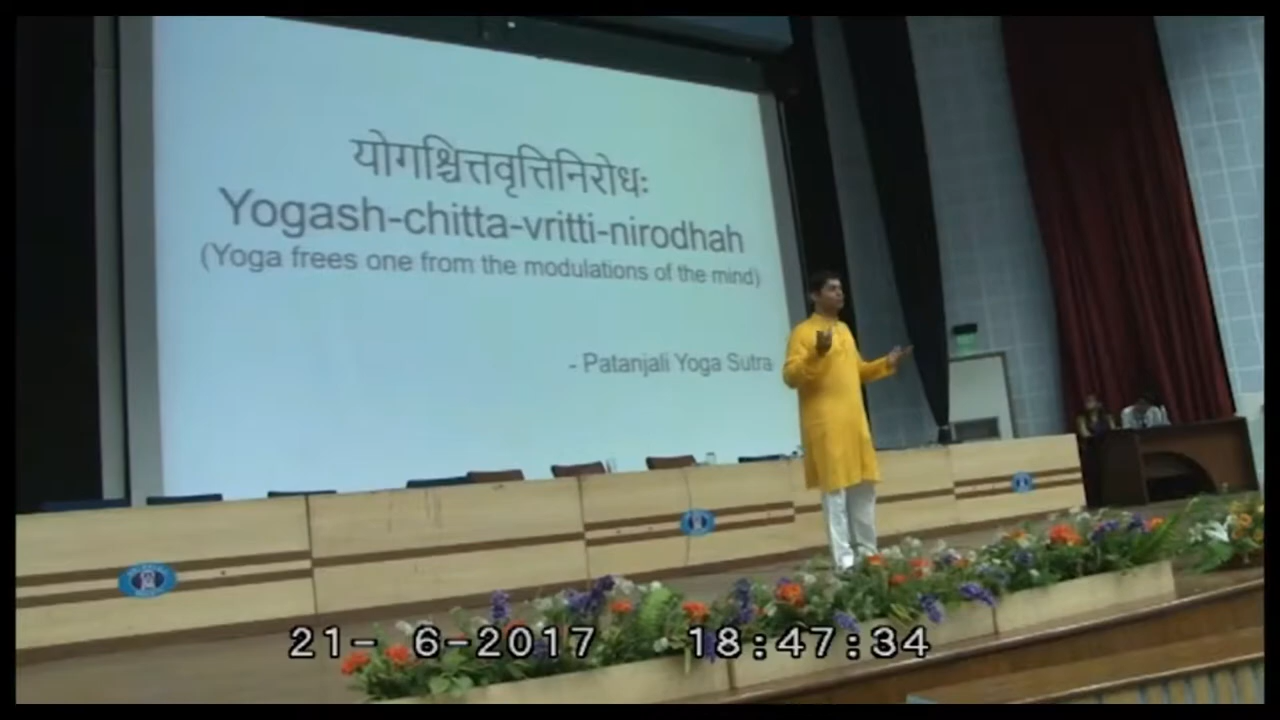 योगश्चित्तवृत्तिनिरोधः
Yogash-chitta-vritti-nirodhah
(Yoga frees one from the modulations of the mind)
- Patanjali Yoga Sutra
21- 6-2017 18:47:34